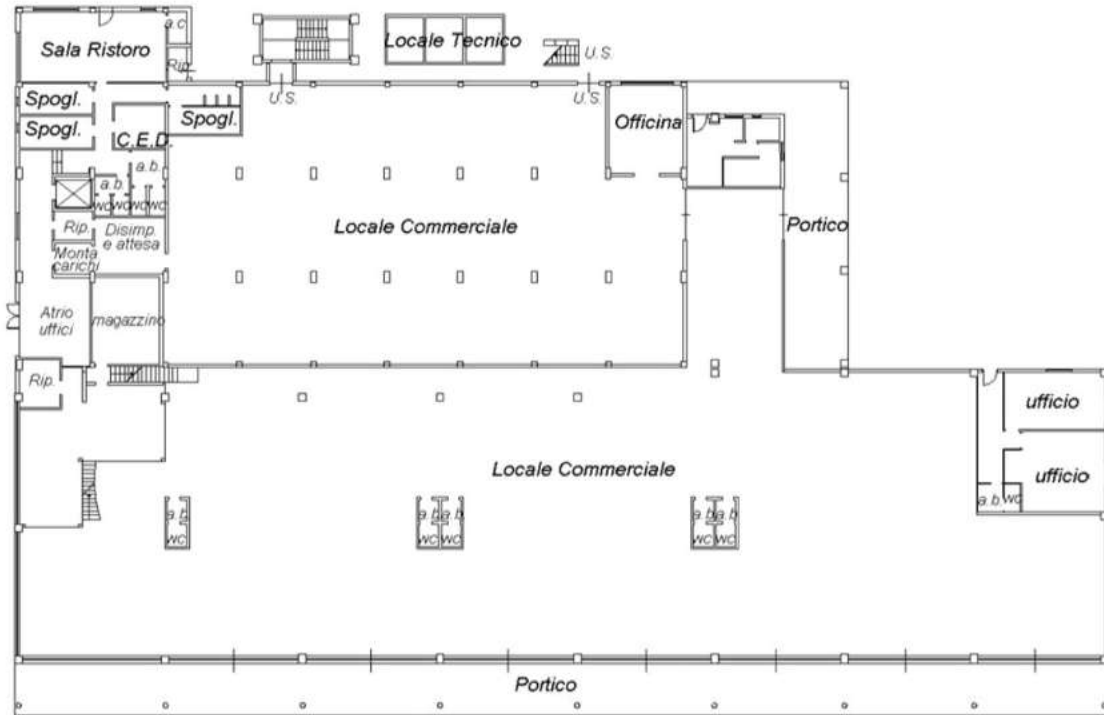 a.c
Sala Ristoro
Rip.
Locale Tecnico
U.S.
U.S.
U.S.
Spogl.
Spogl.
Spogl.
C.E.D.
Officina
a.b.
a.b.
wc
wc
wc
wc
Rip.
Disimp.
e attesa
Monta
carichi
Locale Commerciale
Portico
Atrio
uffici
magazzino
Rip.
ufficio
ufficio
a.b.
wc
Locale Commerciale
a.b
wc
a.b
a.b
wc
wc
a.b
a.b
wc
wc
Portico